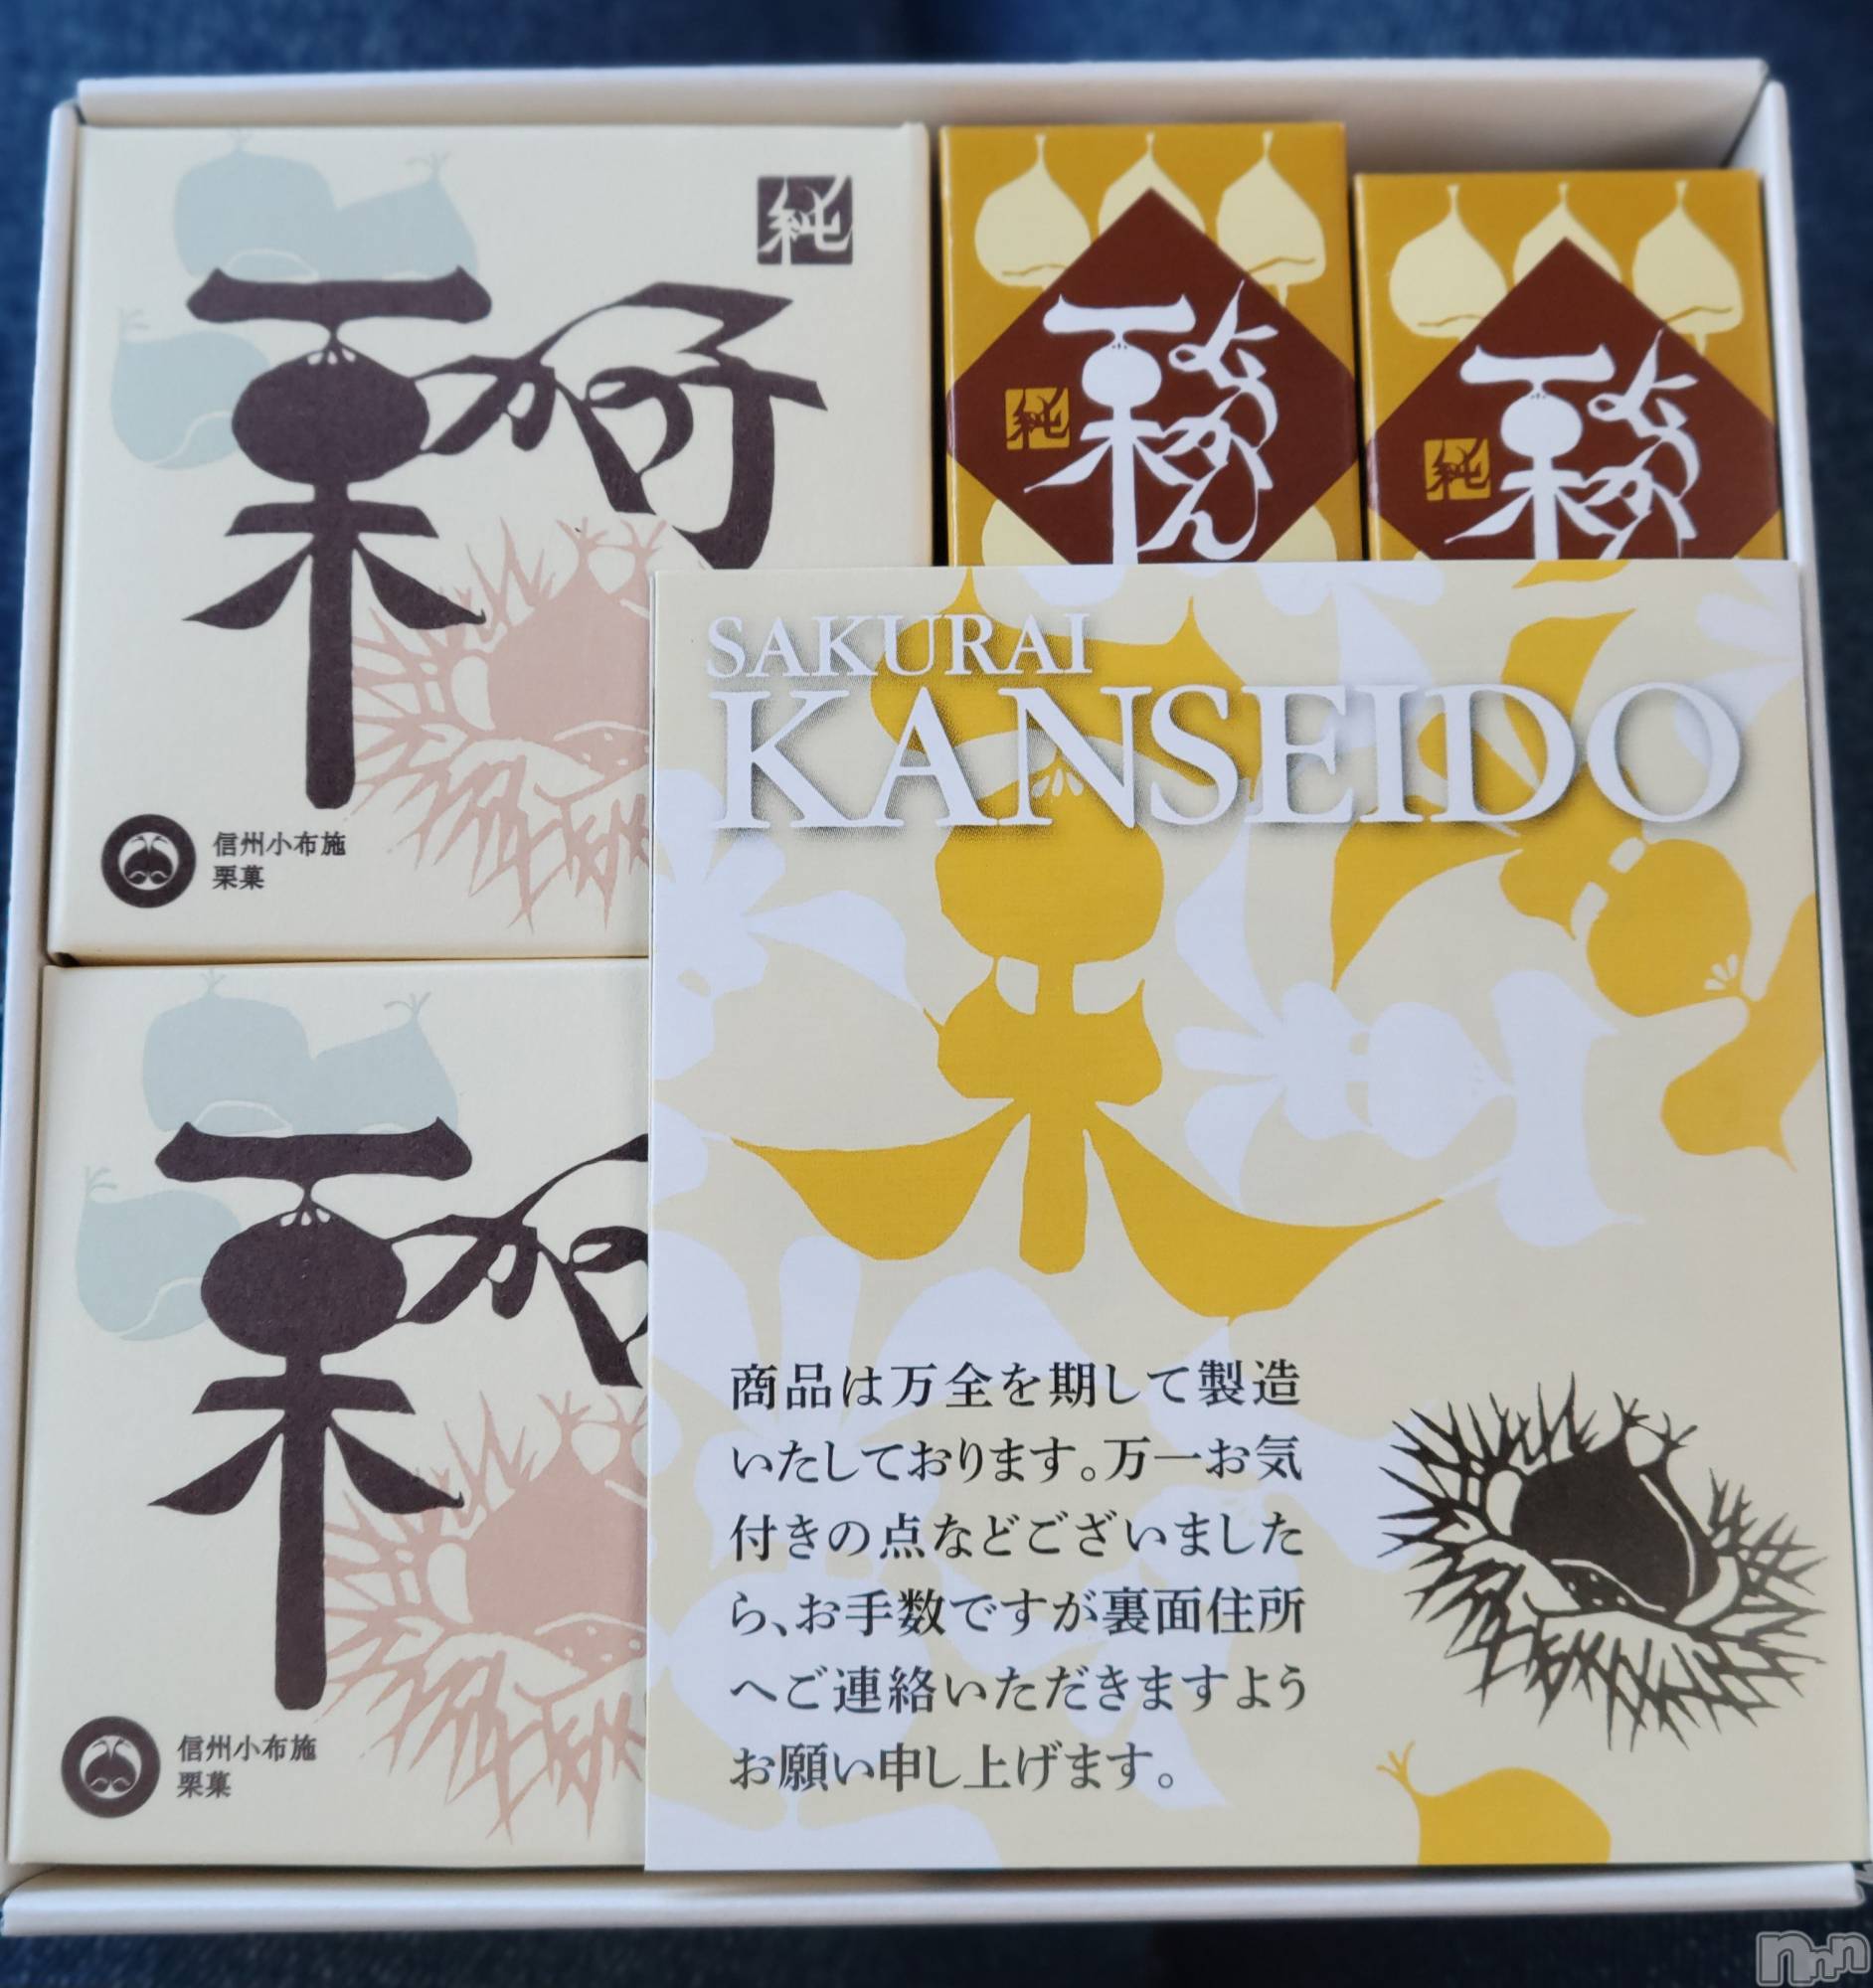 純
栗かの子
信州小布施
栗菓
純
栗ようかん
純
栗ようか
SAKURAI
KANSEIDO
栗
栗か
信州小布施
栗菓
商品は万全を期して製造
いたしております。万一お気
付きの点などございました
ら、お手数ですが裏面住所
へご連絡いただきますよう
お願い申し上げます。